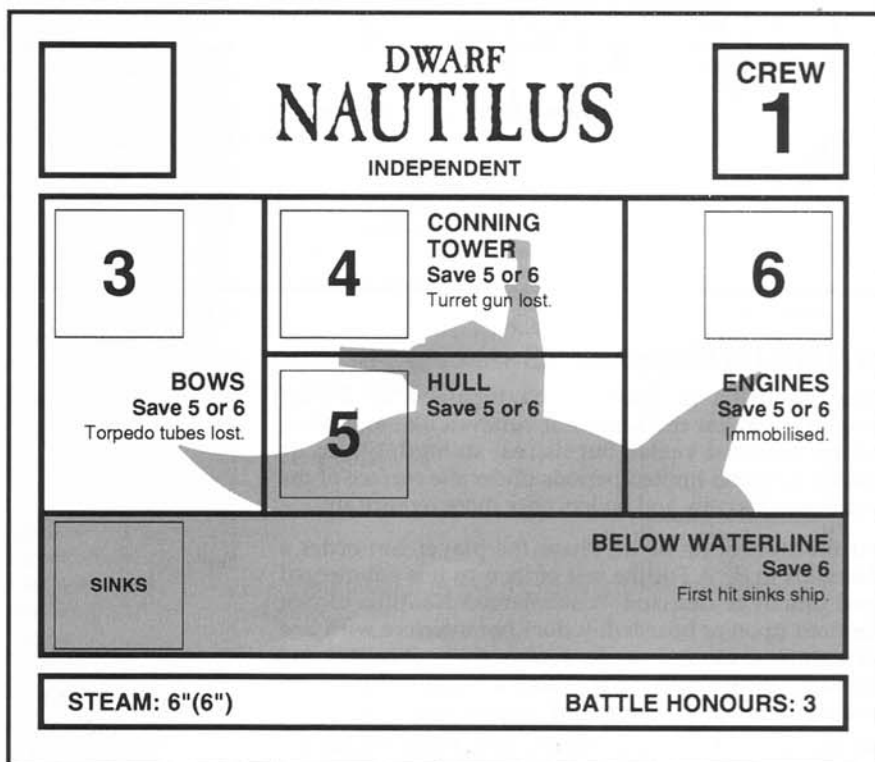 DWARF
NAUTILUS
INDEPENDENT
CREW
1
3
BOWS
Save 5 or 6
Torpedo tubes lost.
4
CONNING
TOWER
Save 5 or 6
Turret gun lost.
5
HULL
Save 5 or 6
6
ENGINES
Save 5 or 6
Immobilised.
SINKS
BELOW WATERLINE
Save 6
First hit sinks ship.
STEAM: 6"(6")
BATTLE HONOURS: 3